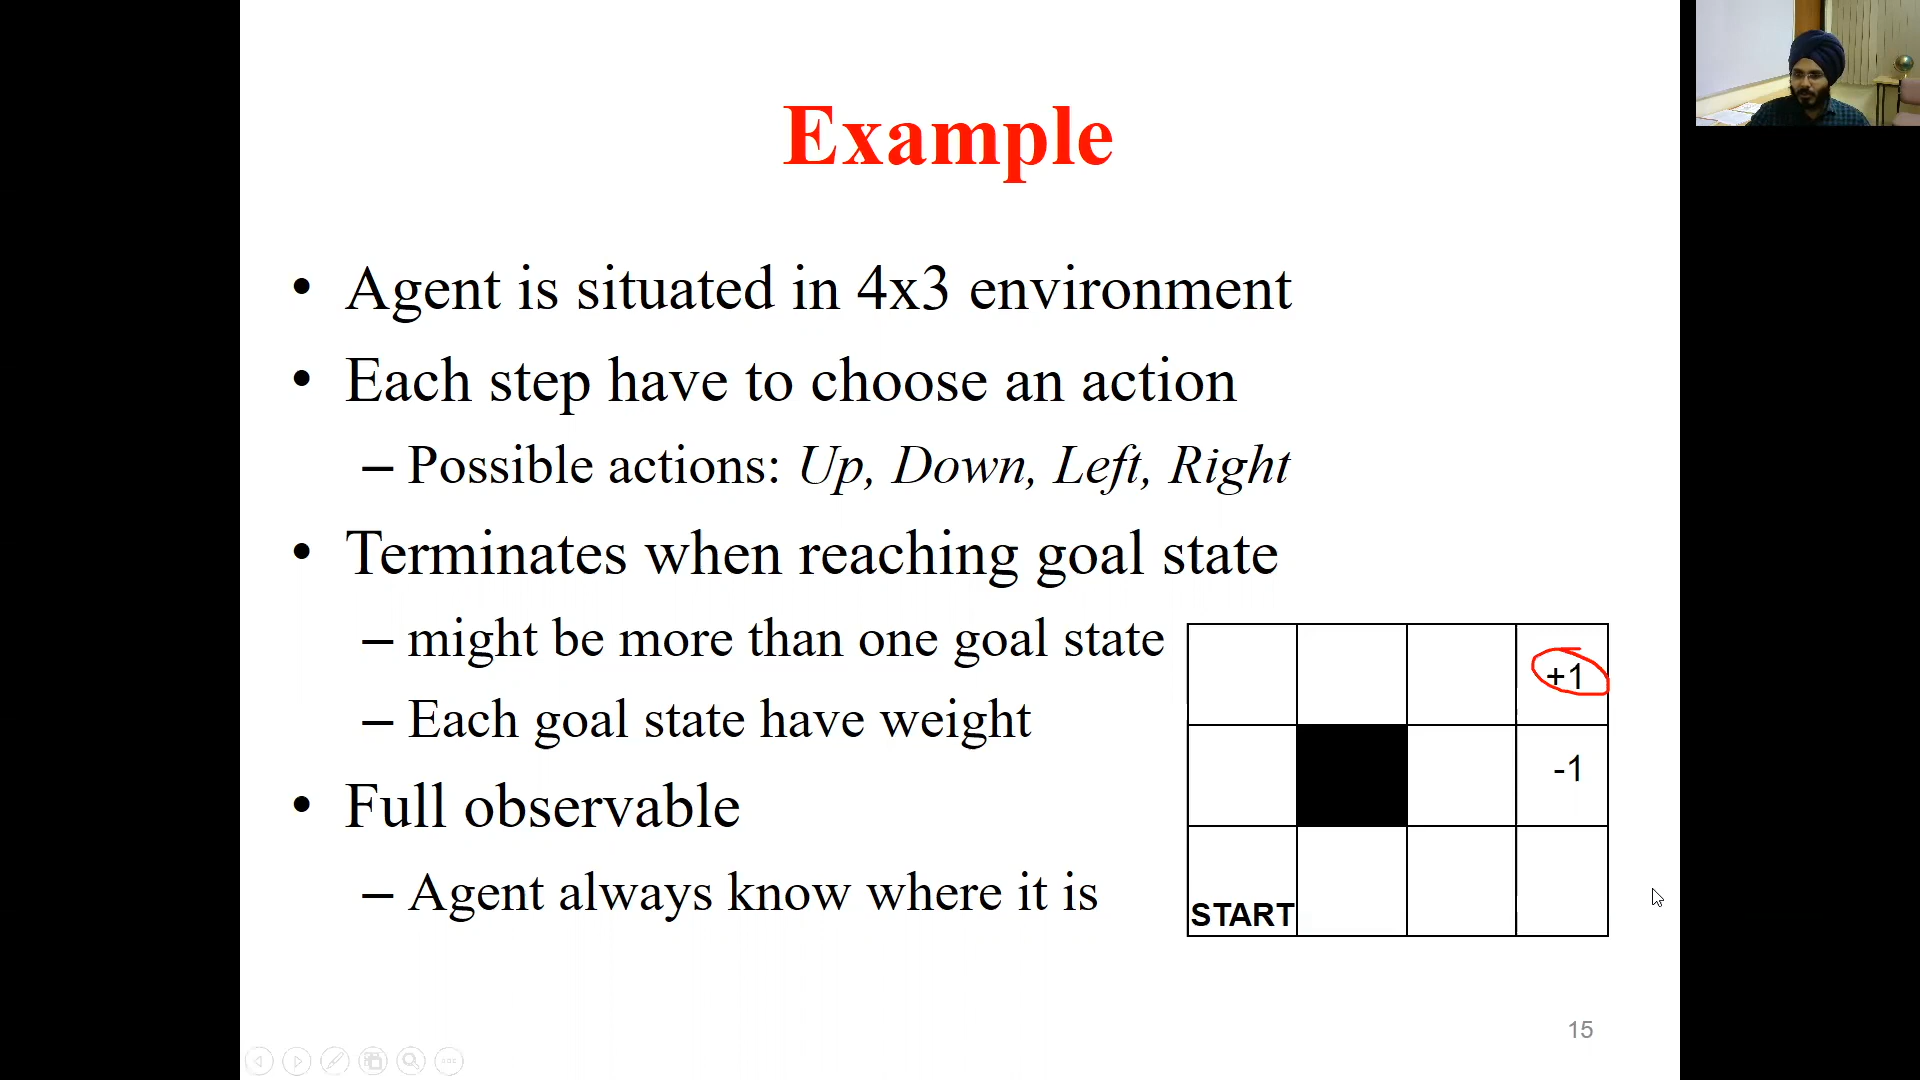 Example
• Agent is situated in 4x3 environment
• Each step have to choose an action
– Possible actions: Up, Down, Left, Right
• Terminates when reaching goal state
– might be more than one goal state
– Each goal state have weight
• Full observable
– Agent always know where it is
+1
-1
START
15